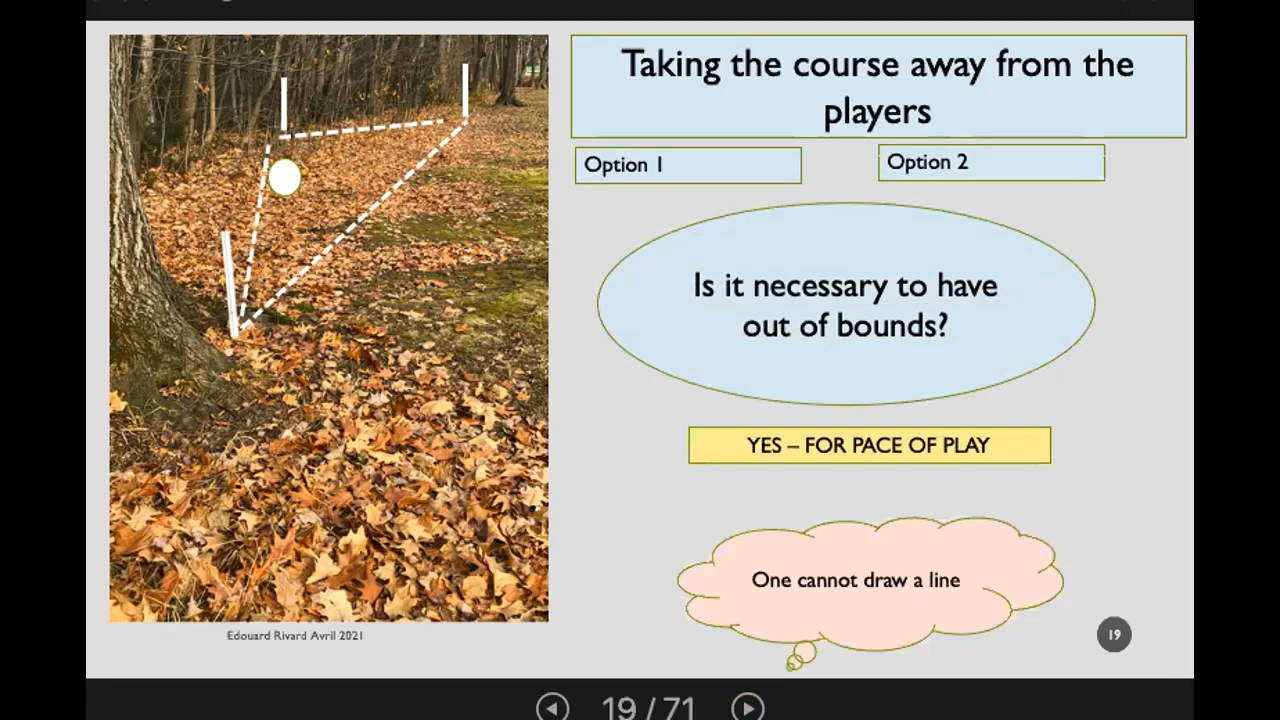 Taking the course away from the
players
Option 1
Option 2
Is it necessary to have
out of bounds?
YES – FOR PACE OF PLAY
One cannot draw a line
Edouard Rivard Avril 2021
19
19 / 71